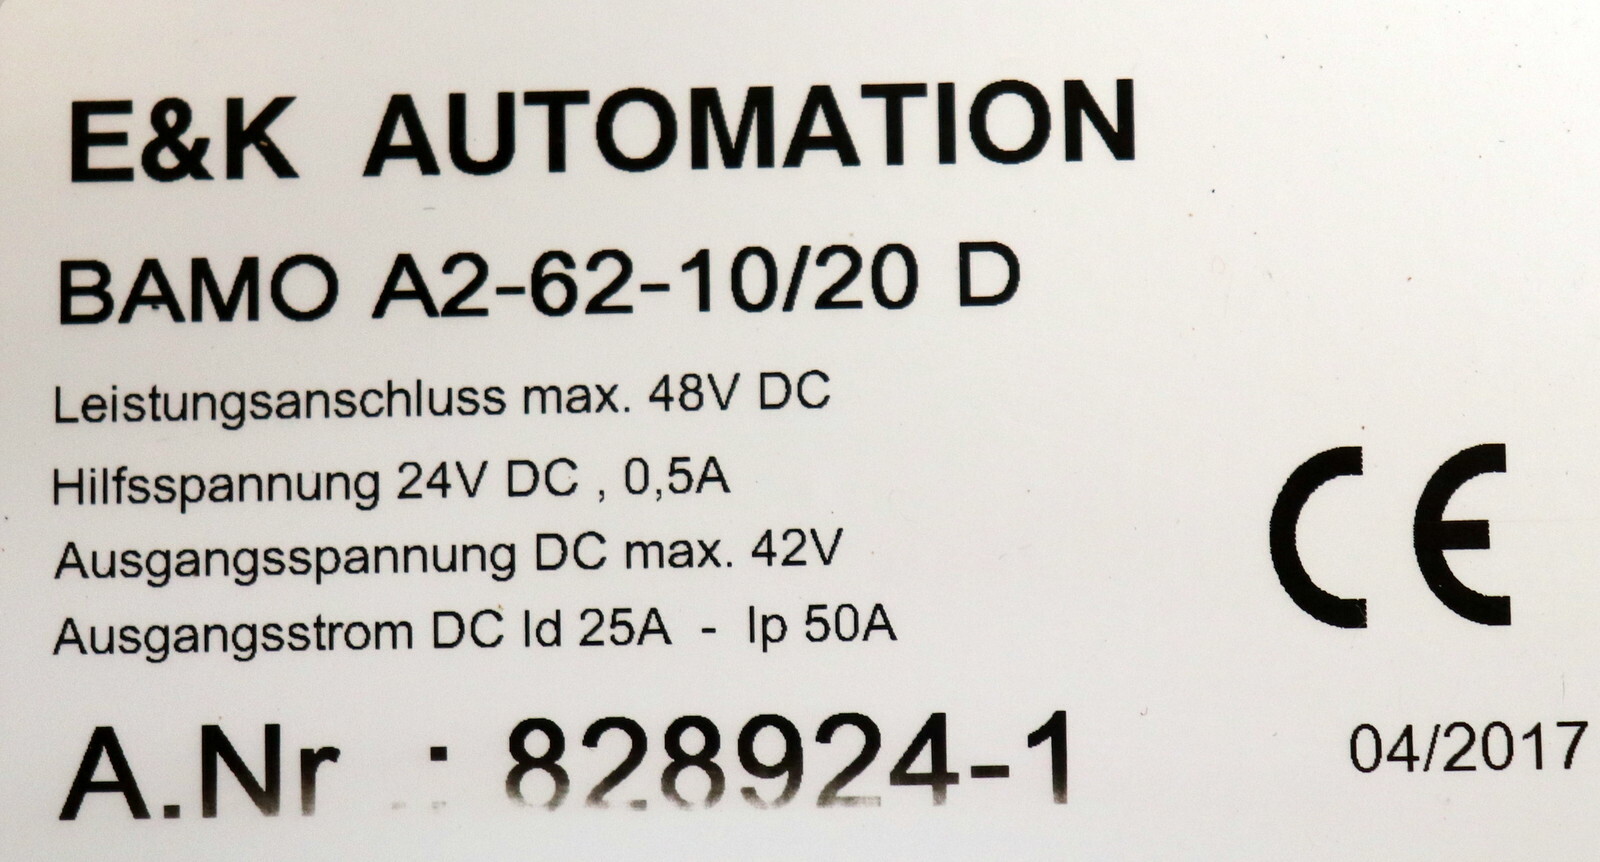 E&K AUTOMATION
BAMO A2-62-10/20 D
Leistungsanschluss max. 48V DC
Hilfsspannung 24V DC , 0,5A
Ausgangsspannung DC max. 42V
Ausgangsstrom DC Id 25A - Ip 50A
CE
A.Nr : 828924-1
04/2017